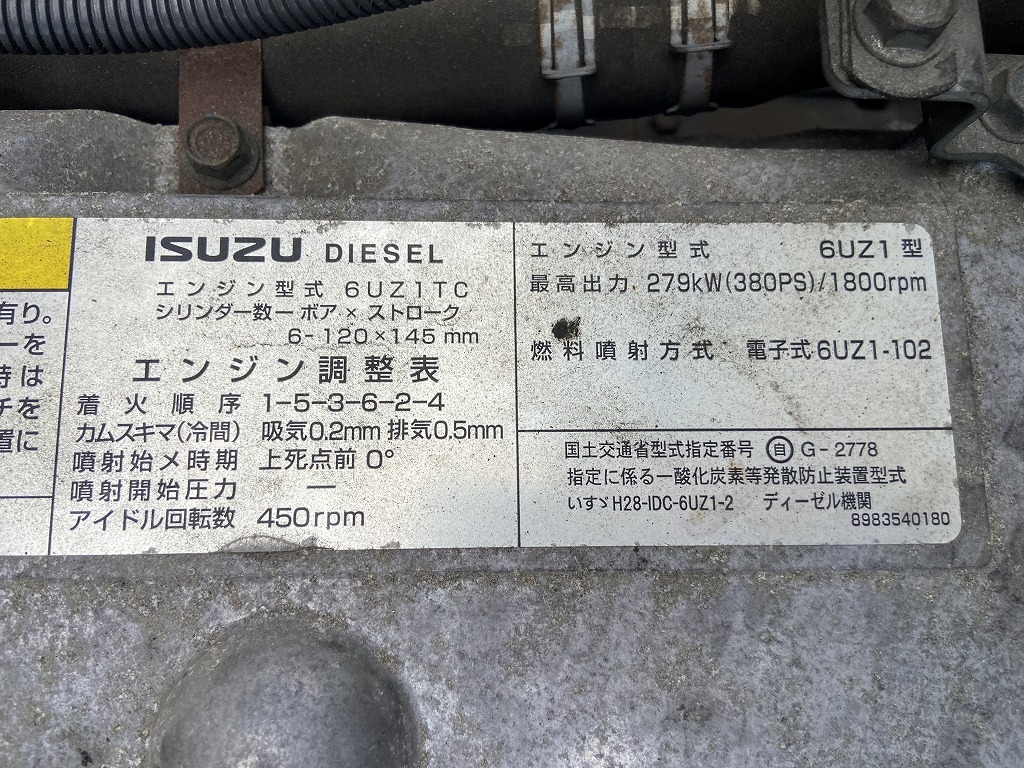 有り。
ーを
時は
チを
置に
ISUZU DIESEL
エンジン型式 6UZ1TC
シリンダー数ーボア×ストローク
6-120×145mm
エンジン調整表
着火順序 1-5-3-6-2-4
カムスキマ(冷間) 吸気0.2mm 排気0.5mm
噴射始メ時期 上死点前 0°
噴射開始圧力 ―
アイドル回転数 450rpm
エンジン型式 6UZ1型
最高出力 279kW(380PS)/1800rpm
燃料噴射方式 電子式6UZ1-102
国土交通省型式指定番号 自 G-2778
指定に係る一酸化炭素等発散防止装置型式
いすゞH28-IDC-6UZ1-2 ディーゼル機関
8983540180